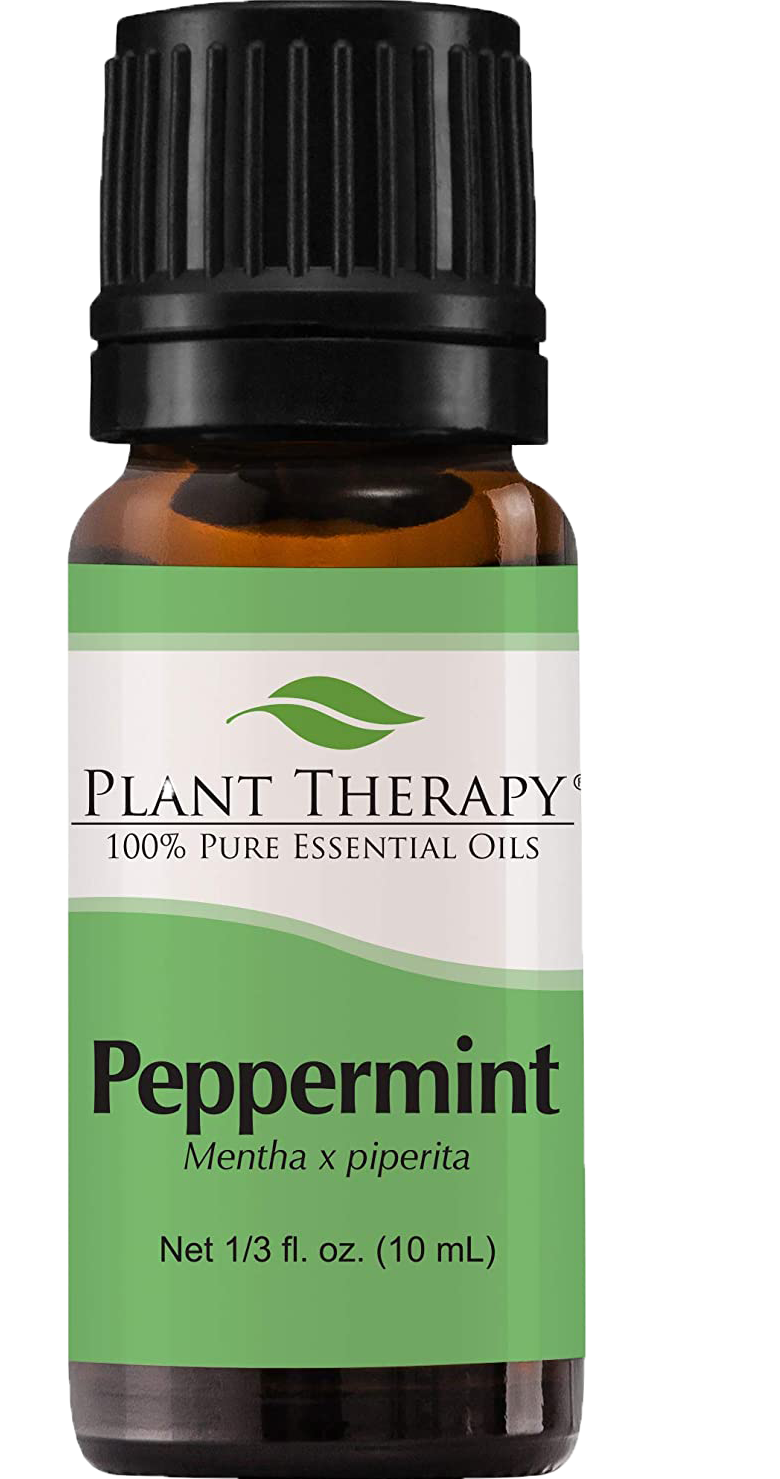 PLANT THERAPY®
100% PURE ESSENTIAL OILS
Peppermint
Mentha x piperita
Net 1/3 fl. oz. (10 mL)